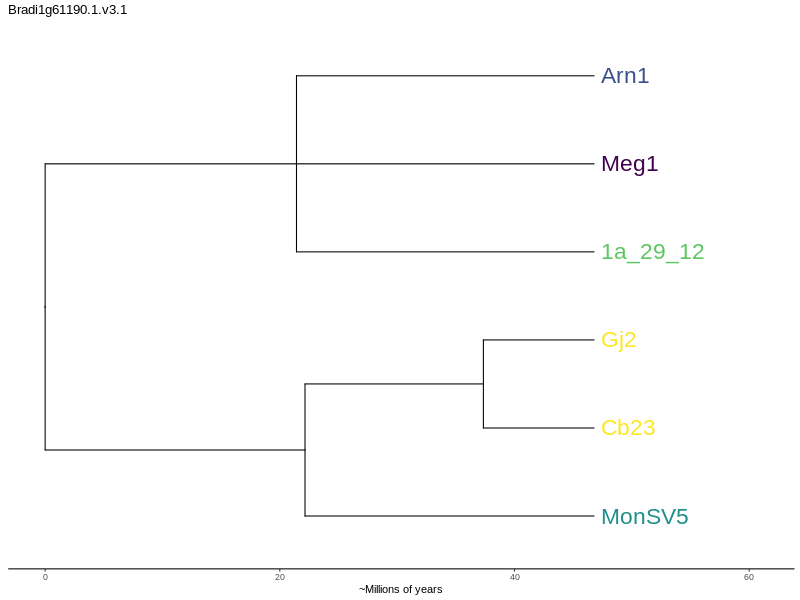 Bradi1g61190.1.v3.1
Arn1
Meg1
1a_29_12
Gj2
Cb23
MonSV5
0 20 40 60
~Millions of years